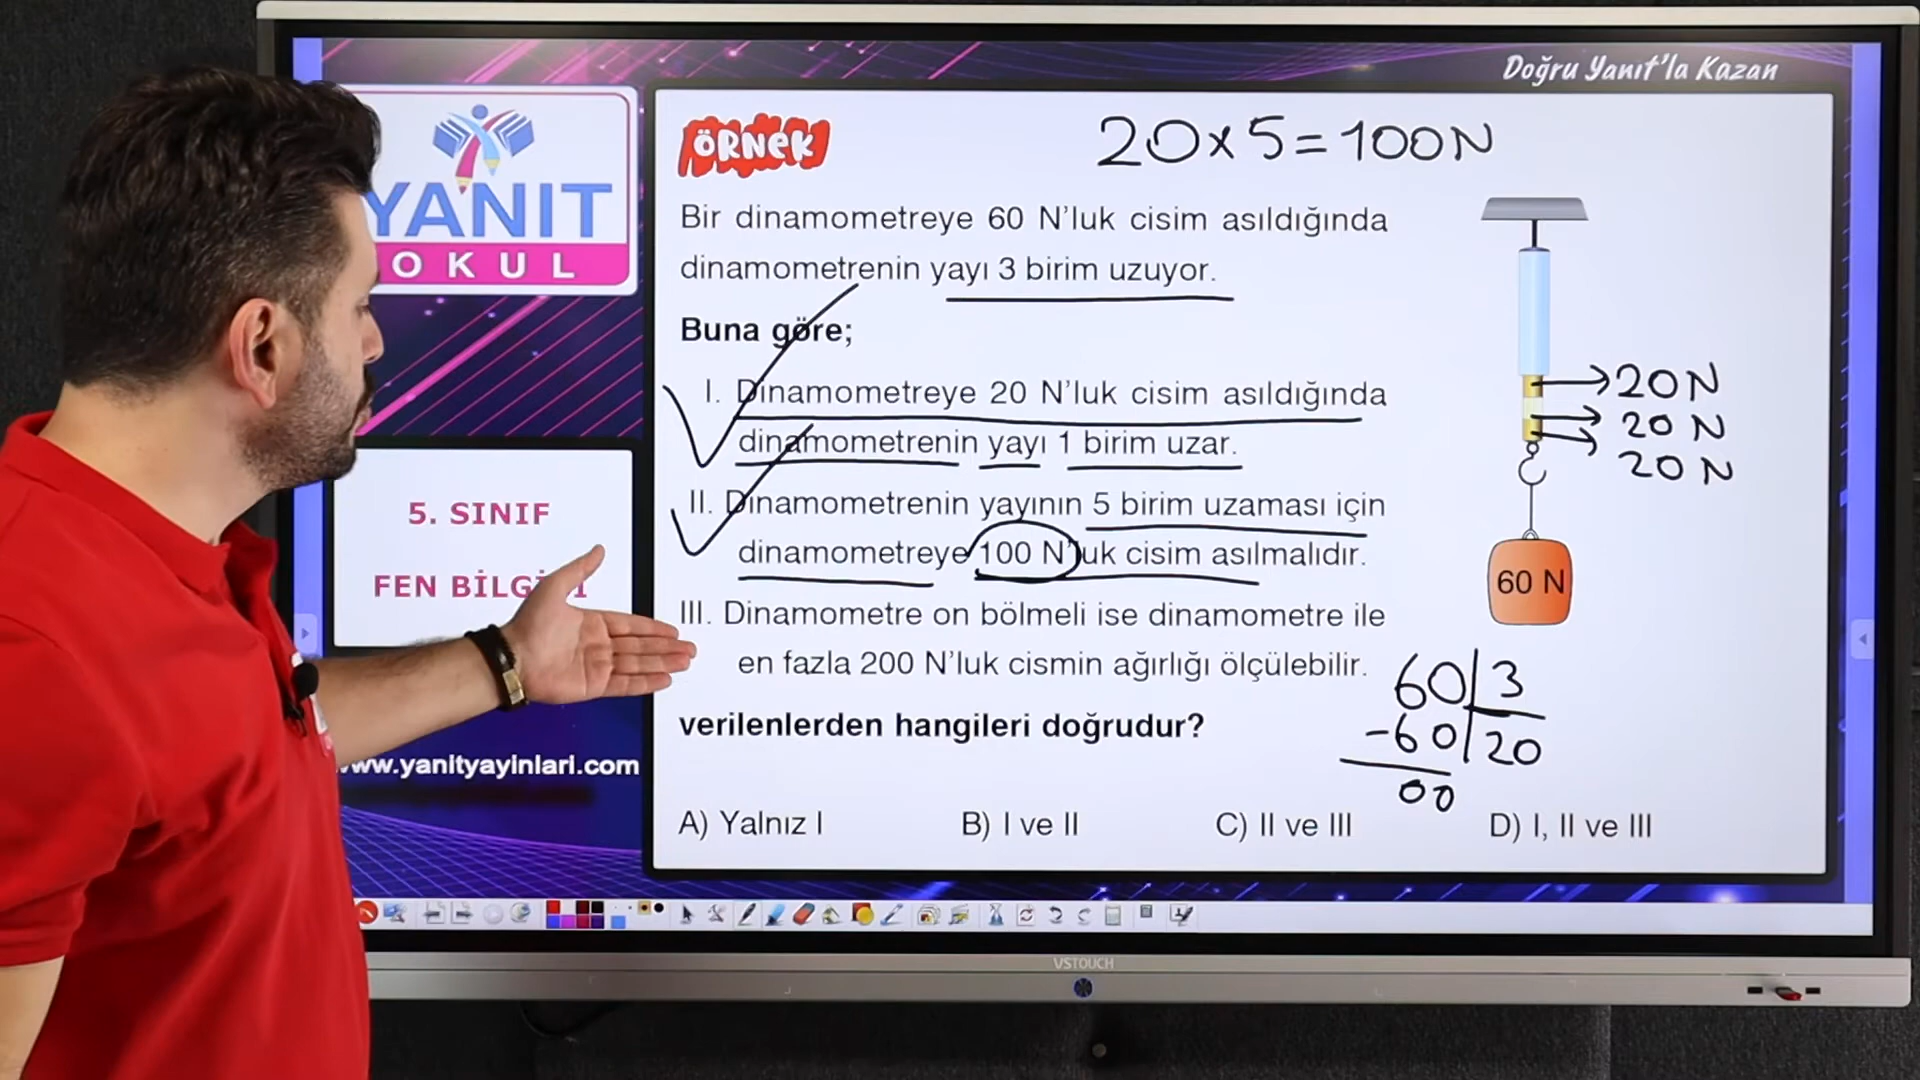 Doğru Yanıt'la Kazan
YANIT
OKUL
5. SINIF
FEN
www.yanityayinlari.com
ÖRNEK
20x5=100N
Bir dinamometreye 60 N'luk cisim asıldığında
dinamometrenin yayı 3 birim uzuyor.
Buna göre;
I. Dinamometreye 20 N'luk cisim asıldığında
dinamometrenin yayı 1 birim uzar.
II. Dinamometrenin yayının 5 birim uzaması için
dinamometreye 100 N'luk cisim asılmalıdır.
III. Dinamometre on bölmeli ise dinamometre ile
en fazla 200 N'luk cismin ağırlığı ölçülebilir.
verilenlerden hangileri doğrudur?
A) Yalnız I B) I ve II C) II ve III D) I, II ve III
20N
20 N
20 N
60 N
60 3
-60 20
00
VSTOUCH